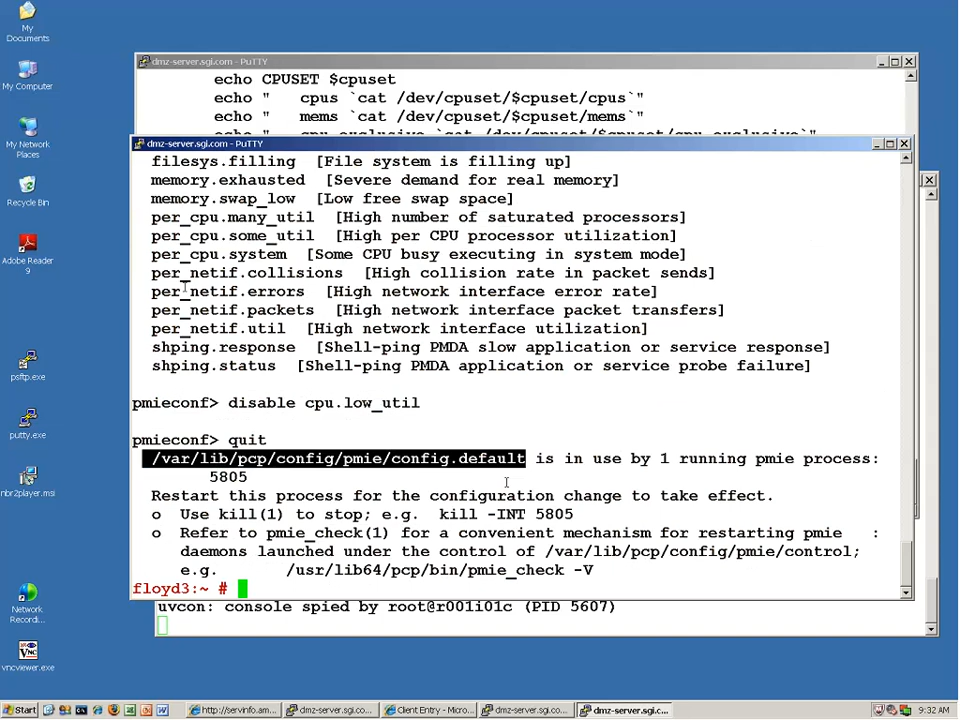 My
Documents
My Computer
My Network
Places
Recycle Bin
Adobe Reader
9
psftp.exe
putty.exe
nbr2player.msi
Network
Recordi...
vncviewer.exe
dmz-server.sgi.com - PuTTY
echo CPUSET $cpuset
echo "   cpus `cat /dev/cpuset/$cpuset/cpus`"
echo "   mems `cat /dev/cpuset/$cpuset/mems`"
echo "   cpu_exclusive `cat /dev/cpuset/$cpuset/cpu_exclusive`"
dmz-server.sgi.com - PuTTY
filesys.filling  [File system is filling up]
memory.exhausted  [Severe demand for real memory]
memory.swap_low  [Low free swap space]
per_cpu.many_util  [High number of saturated processors]
per_cpu.some_util  [High per CPU processor utilization]
per_cpu.system  [Some CPU busy executing in system mode]
per_netif.collisions  [High collision rate in packet sends]
per_netif.errors  [High network interface error rate]
per_netif.packets  [High network interface packet transfers]
per_netif.util  [High network interface utilization]
shping.response  [Shell-ping PMDA slow application or service response]
shping.status  [Shell-ping PMDA application or service probe failure]
pmieconf> disable cpu.low_util
pmieconf> quit
/var/lib/pcp/config/pmie/config.default is in use by 1 running pmie process:
5805
Restart this process for the configuration change to take effect.
o  Use kill(1) to stop; e.g.  kill -INT 5805
o  Refer to pmie_check(1) for a convenient mechanism for restarting pmie   :
daemons launched under the control of /var/lib/pcp/config/pmie/control;
e.g.      /usr/lib64/pcp/bin/pmie_check -V
floyd3:~ #
uvcon: console spied by root@r001i01c (PID 5607)
Start
http://servinfo.am...
dmz-server.sgi.co...
Client Entry - Micro...
dmz-server.sgi.co...
dmz-server.sgi.c...
9:32 AM